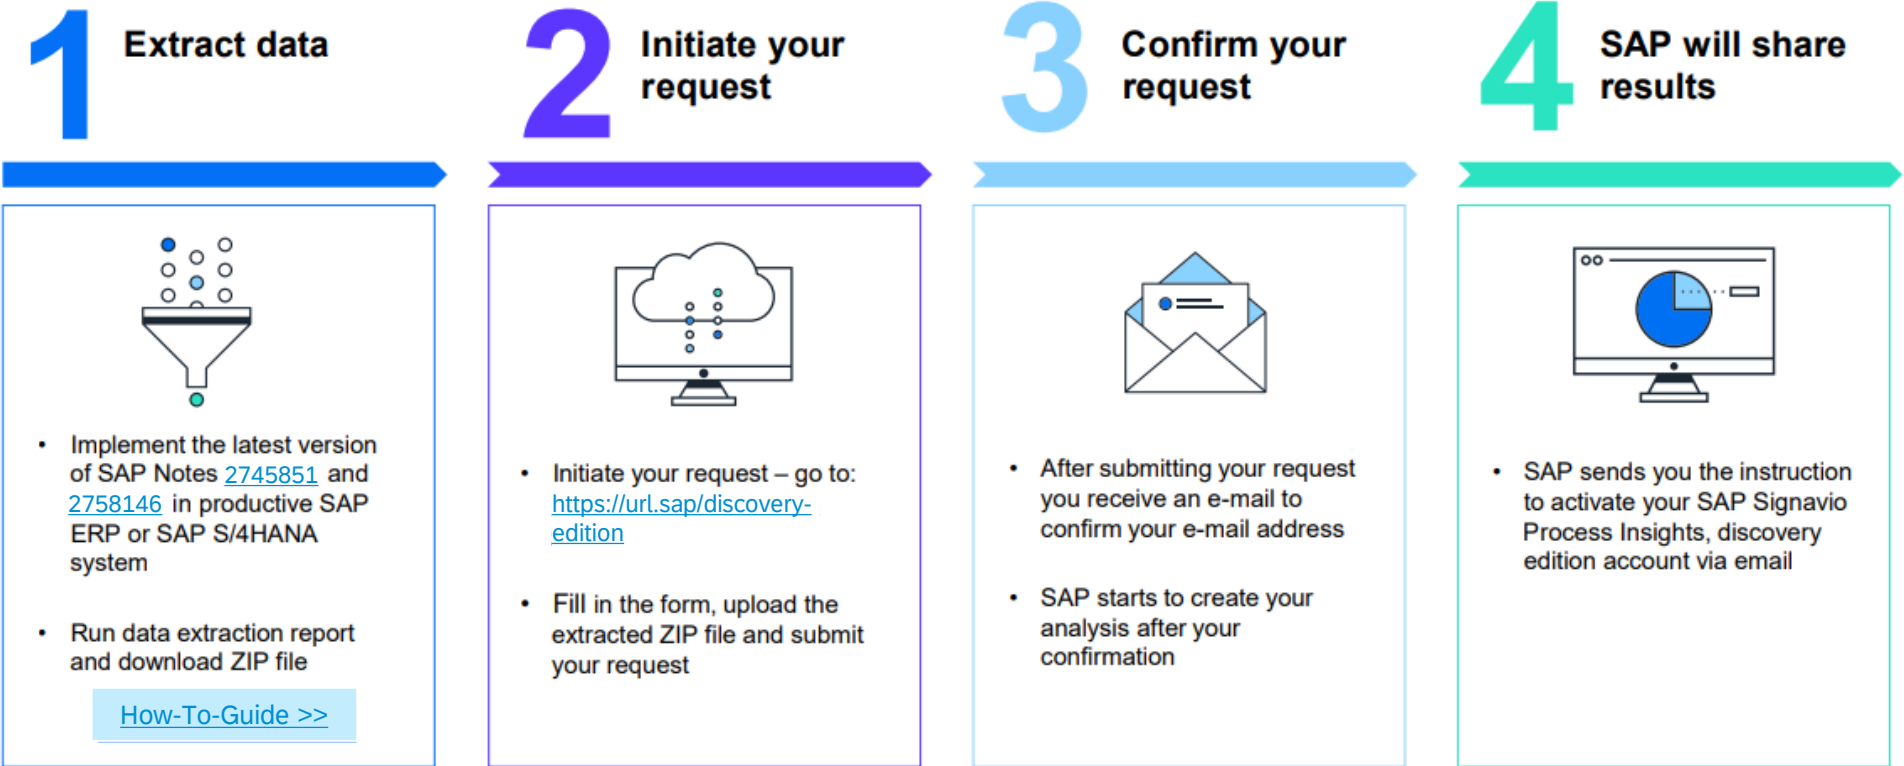 1
Extract data
• Implement the latest version
of SAP Notes 2745851 and
2758146 in productive SAP
ERP or SAP S/4HANA
system
• Run data extraction report
and download ZIP file
How-To-Guide >>
2
Initiate your
request
• Initiate your request – go to:
https://url.sap/discovery-
edition
• Fill in the form, upload the
extracted ZIP file and submit
your request
3
Confirm your
request
• After submitting your request
you receive an e-mail to
confirm your e-mail address
• SAP starts to create your
analysis after your
confirmation
4
SAP will share
results
• SAP sends you the instruction
to activate your SAP Signavio
Process Insights, discovery
edition account via email